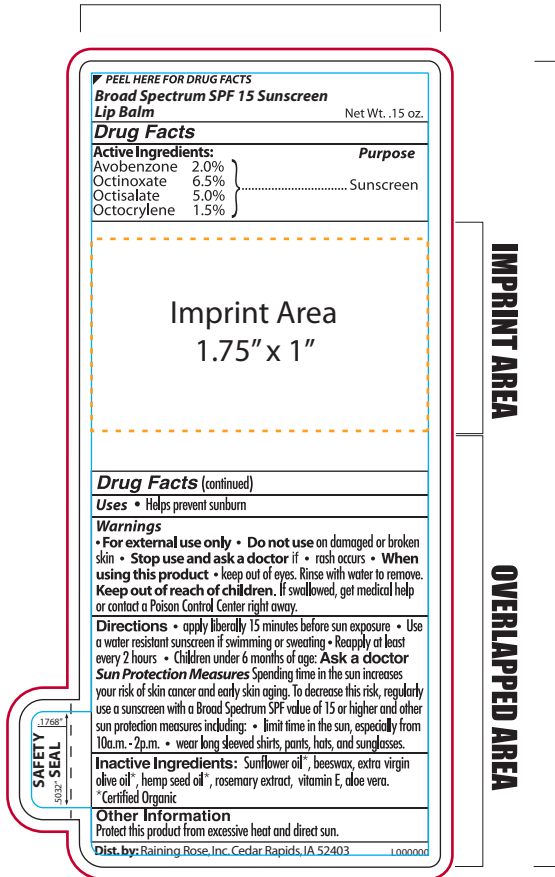 PEEL HERE FOR DRUG FACTS
Broad Spectrum SPF 15 Sunscreen
Lip Balm Net Wt. .15 oz.
Drug Facts
Active Ingredients: Purpose
Avobenzone 2.0%
Octinoxate 6.5%
Octisalate 5.0%
Octocrylene 1.5%
............................. Sunscreen
Imprint Area
1.75" x 1"
Drug Facts (continued)
Uses • Helps prevent sunburn
Warnings
• For external use only • Do not use on damaged or broken
skin • Stop use and ask a doctor if • rash occurs • When
using this product • keep out of eyes. Rinse with water to remove.
Keep out of reach of children. If swallowed, get medical help
or contact a Poison Control Center right away.
Directions • apply liberally 15 minutes before sun exposure • Use
a water resistant sunscreen if swimming or sweating • Reapply at least
every 2 hours • Children under 6 months of age: Ask a doctor
Sun Protection Measures Spending time in the sun increases
your risk of skin cancer and early skin aging. To decrease this risk, regularly
use a sunscreen with a Broad Spectrum SPF value of 15 or higher and other
sun protection measures including: • limit time in the sun, especially from
10a.m. - 2p.m. • wear long sleeved shirts, pants, hats, and sunglasses.
Inactive Ingredients: Sunflower oil*, beeswax, extra virgin
olive oil*, hemp seed oil*, rosemary extract, vitamin E, aloe vera.
*Certified Organic
Other Information
Protect this product from excessive heat and direct sun.
Dist. by: Raining Rose, Inc. Cedar Rapids, IA 52403 L000000
SAFETY
SEAL
.1768"
.5032"
IMPRINT AREA
OVERLAPPED AREA